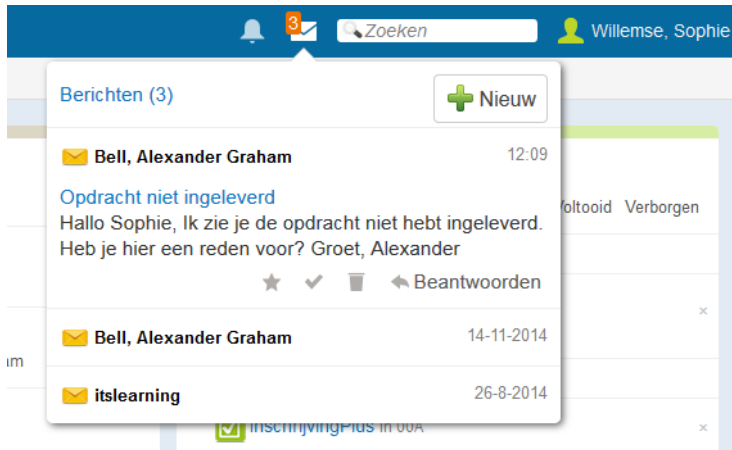 3
Zoeken
Willemse, Sophie
Berichten (3)
Nieuw
Bell, Alexander Graham 12:09
Opdracht niet ingeleverd
Hallo Sophie, Ik zie je de opdracht niet hebt ingeleverd.
Heb je hier een reden voor? Groet, Alexander
Beantwoorden
Bell, Alexander Graham 14-11-2014
itslearning 26-8-2014
Verborgen
in 00A